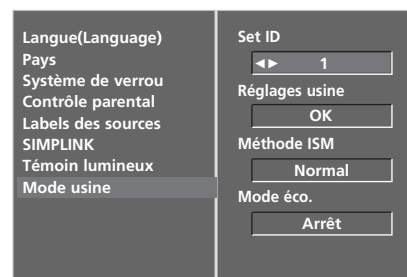 Langue(Language)
Pays
Système de verrou
Contrôle parental
Labels des sources
SIMPLINK
Témoin lumineux
Mode usine
Set ID
◄► 1
Réglages usine
OK
Méthode ISM
Normal
Mode éco.
Arrêt